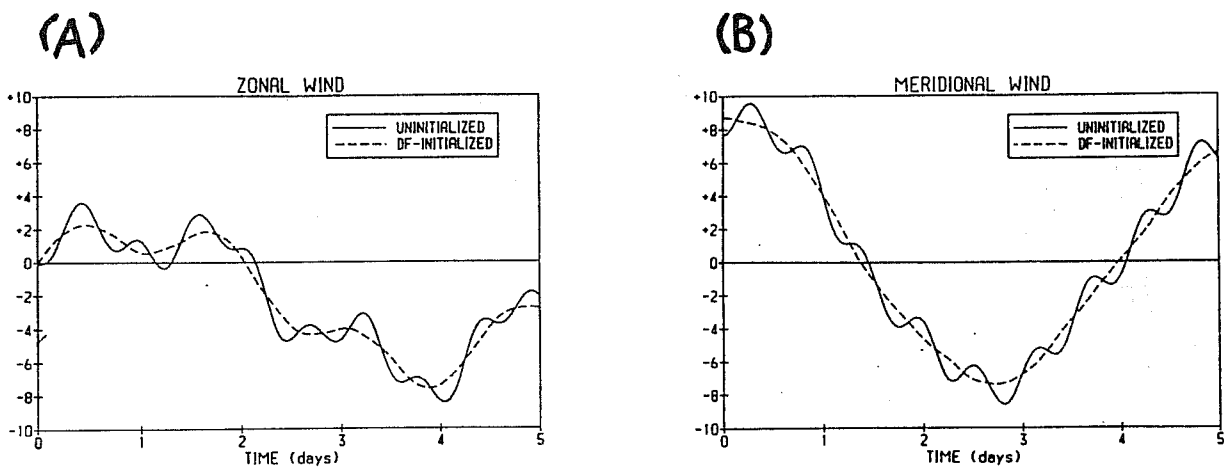 (A)
ZONAL WIND
UNINITIALIZED
DF-INITIALIZED
+10
+8
+6
+4
+2
0
-2
-4
-6
-8
-10
0 1 2 3 4 5
TIME (days)
(B)
MERIDIONAL WIND
UNINITIALIZED
DF-INITIALIZED
+10
+8
+6
+4
+2
0
-2
-4
-6
-8
-10
0 1 2 3 4 5
TIME (days)